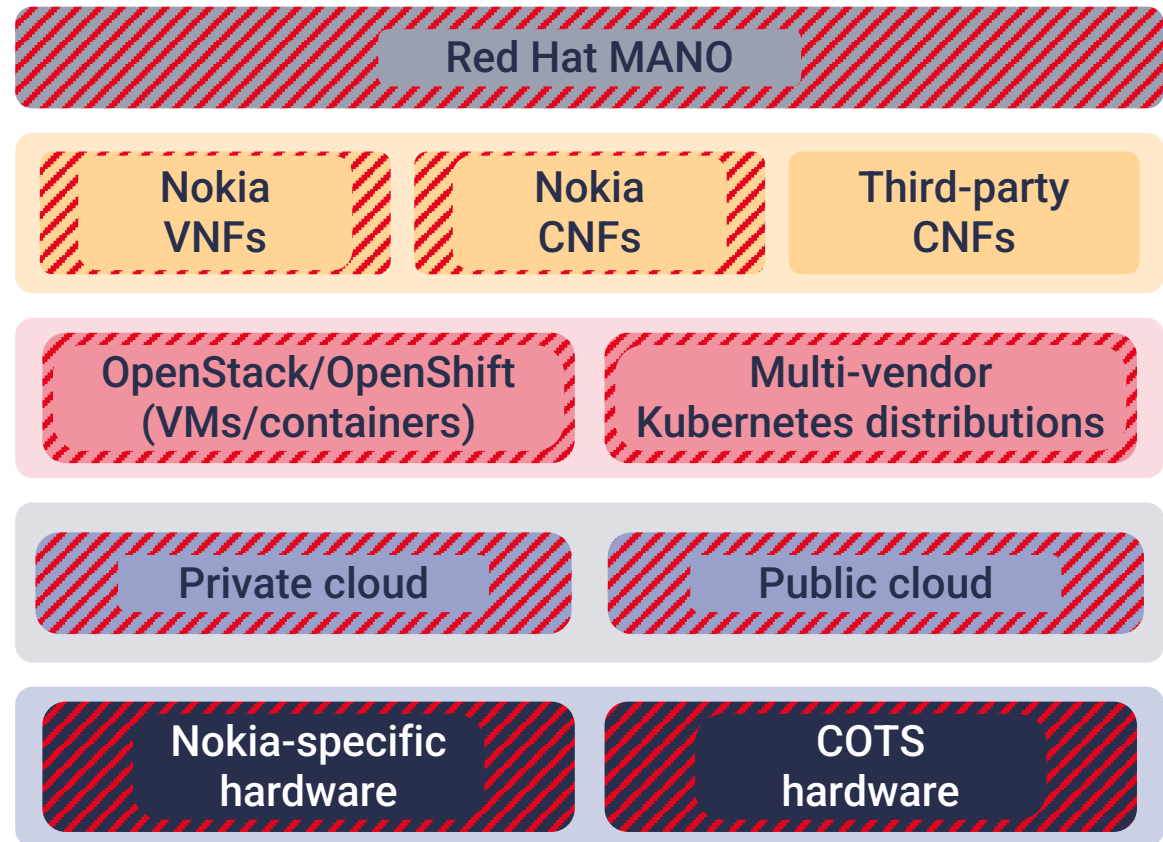 Red Hat MANO
Nokia
VNFs
Nokia
CNFs
Third-party
CNFs
OpenStack/OpenShift
(VMs/containers)
Multi-vendor
Kubernetes distributions
Private cloud
Public cloud
Nokia-specific
hardware
COTS
hardware